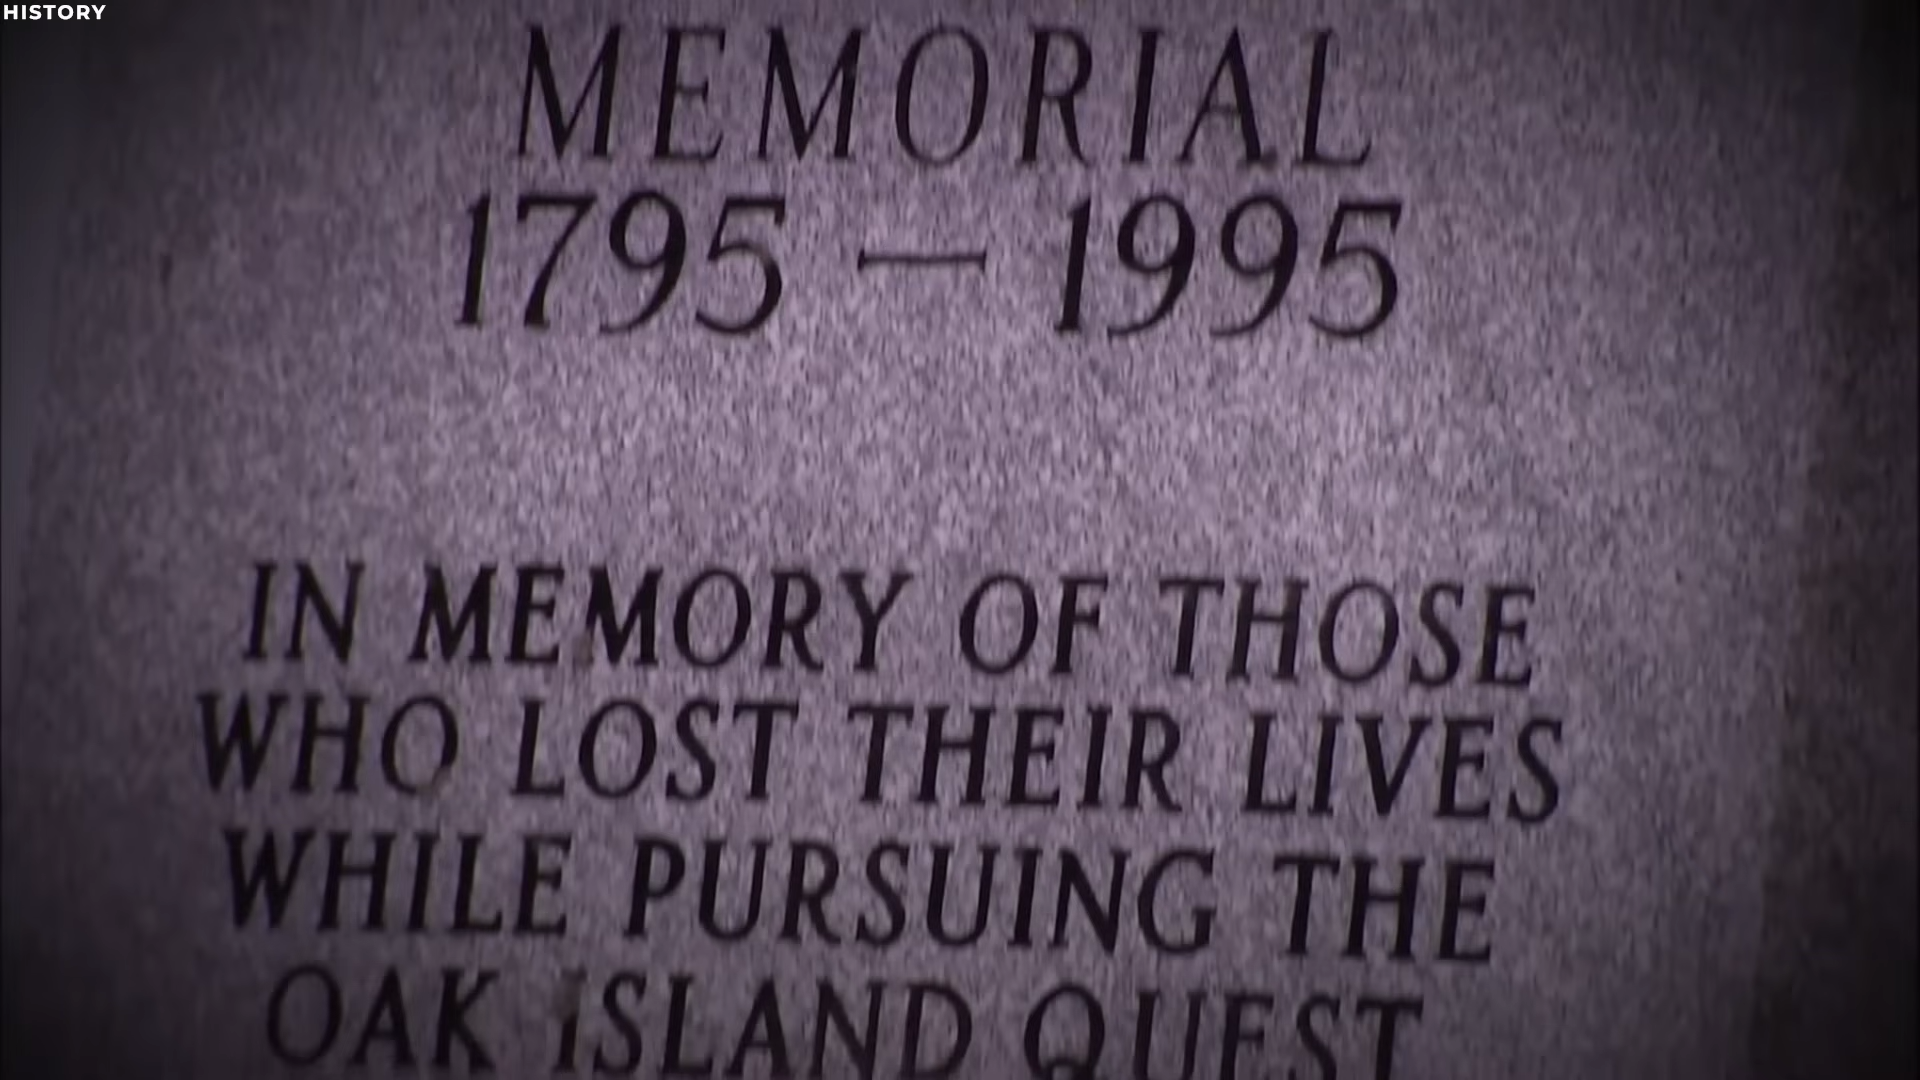 HISTORY
MEMORIAL
1795 — 1995
IN MEMORY OF THOSE
WHO LOST THEIR LIVES
WHILE PURSUING THE
OAK ISLAND QUEST